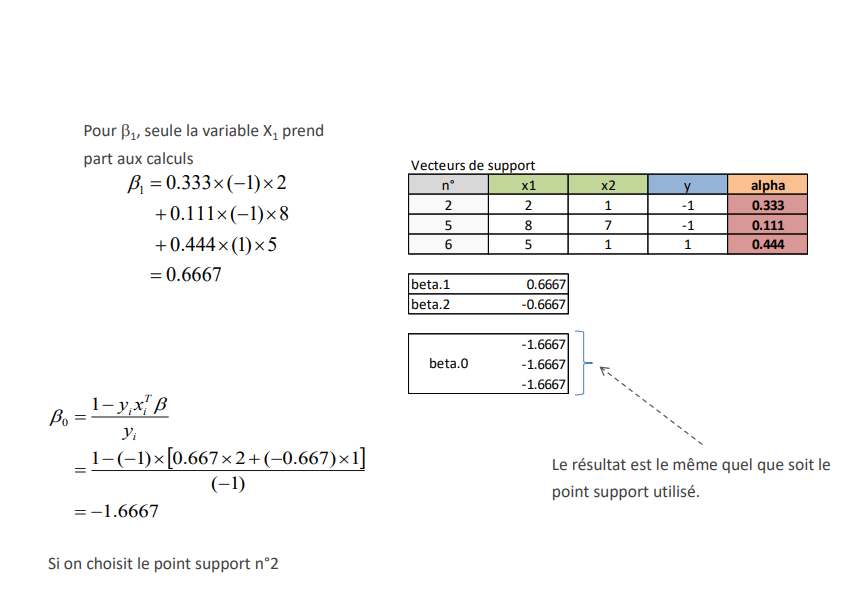 Pour β₁, seule la variable X₁ prend
part aux calculs
β₁ = 0.333×(−1)×2
+0.111×(−1)×8
+0.444×(1)×5
= 0.6667
Vecteurs de support
n° x1 x2 y alpha
2 2 1 -1 0.333
5 8 7 -1 0.111
6 5 1 1 0.444
beta.1 0.6667
beta.2 -0.6667
-1.6667
beta.0 -1.6667
-1.6667
β₀ = (1− yᵢxᵢᵀβ) / yᵢ
= 1−(−1)×[0.667×2+(−0.667)×1] / (−1)
= −1.6667
Le résultat est le même quel que soit le
point support utilisé.
Si on choisit le point support n°2